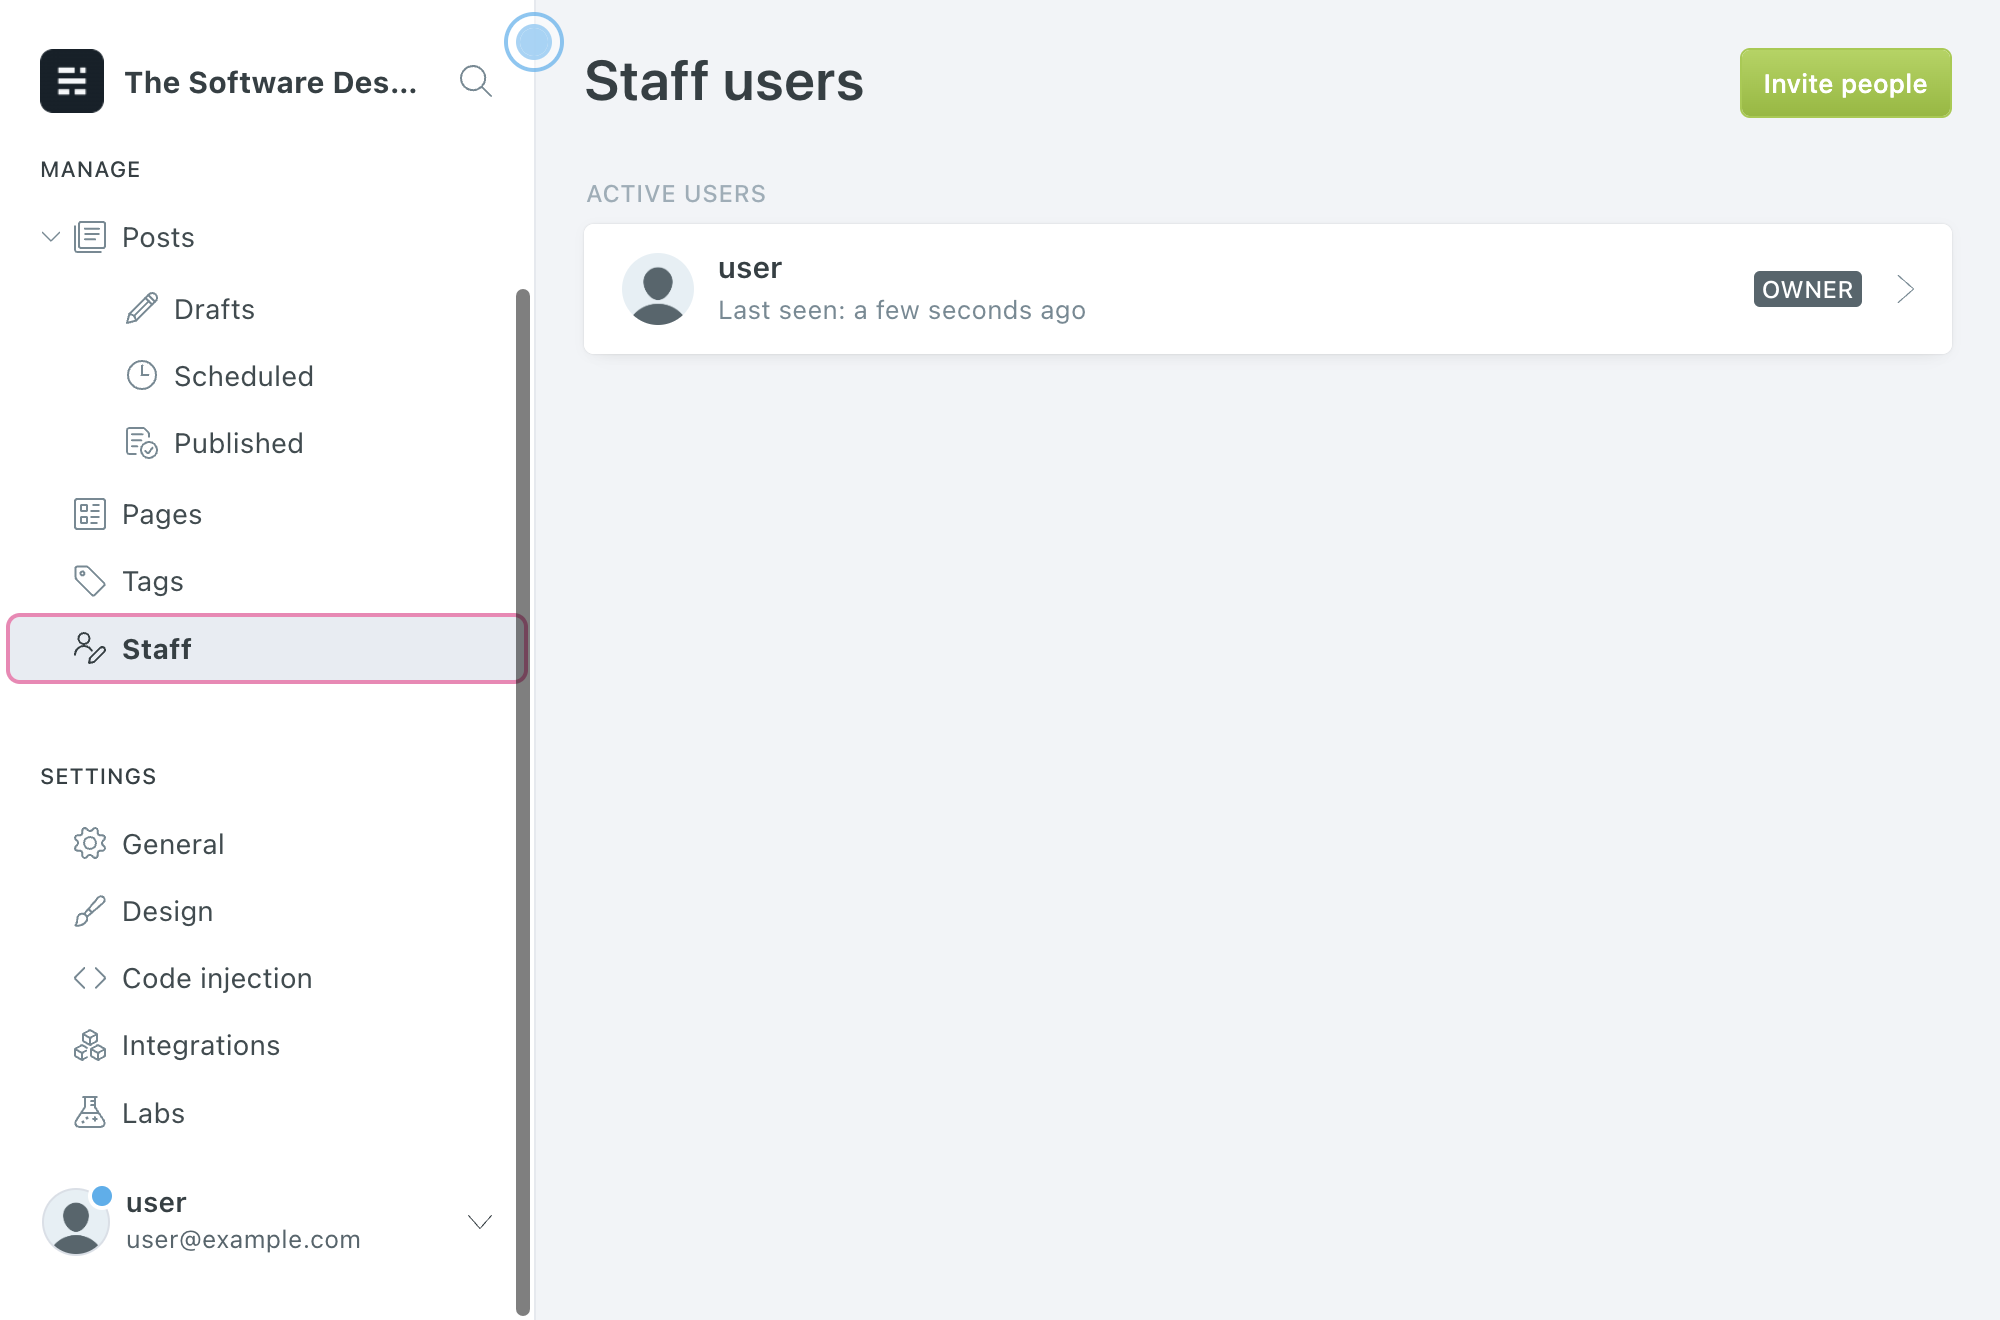 The Software Des...
MANAGE
Posts
Drafts
Scheduled
Published
Pages
Tags
Staff
SETTINGS
General
Design
Code injection
Integrations
Labs
user
user@example.com
Staff users
Invite people
ACTIVE USERS
user
Last seen: a few seconds ago
OWNER